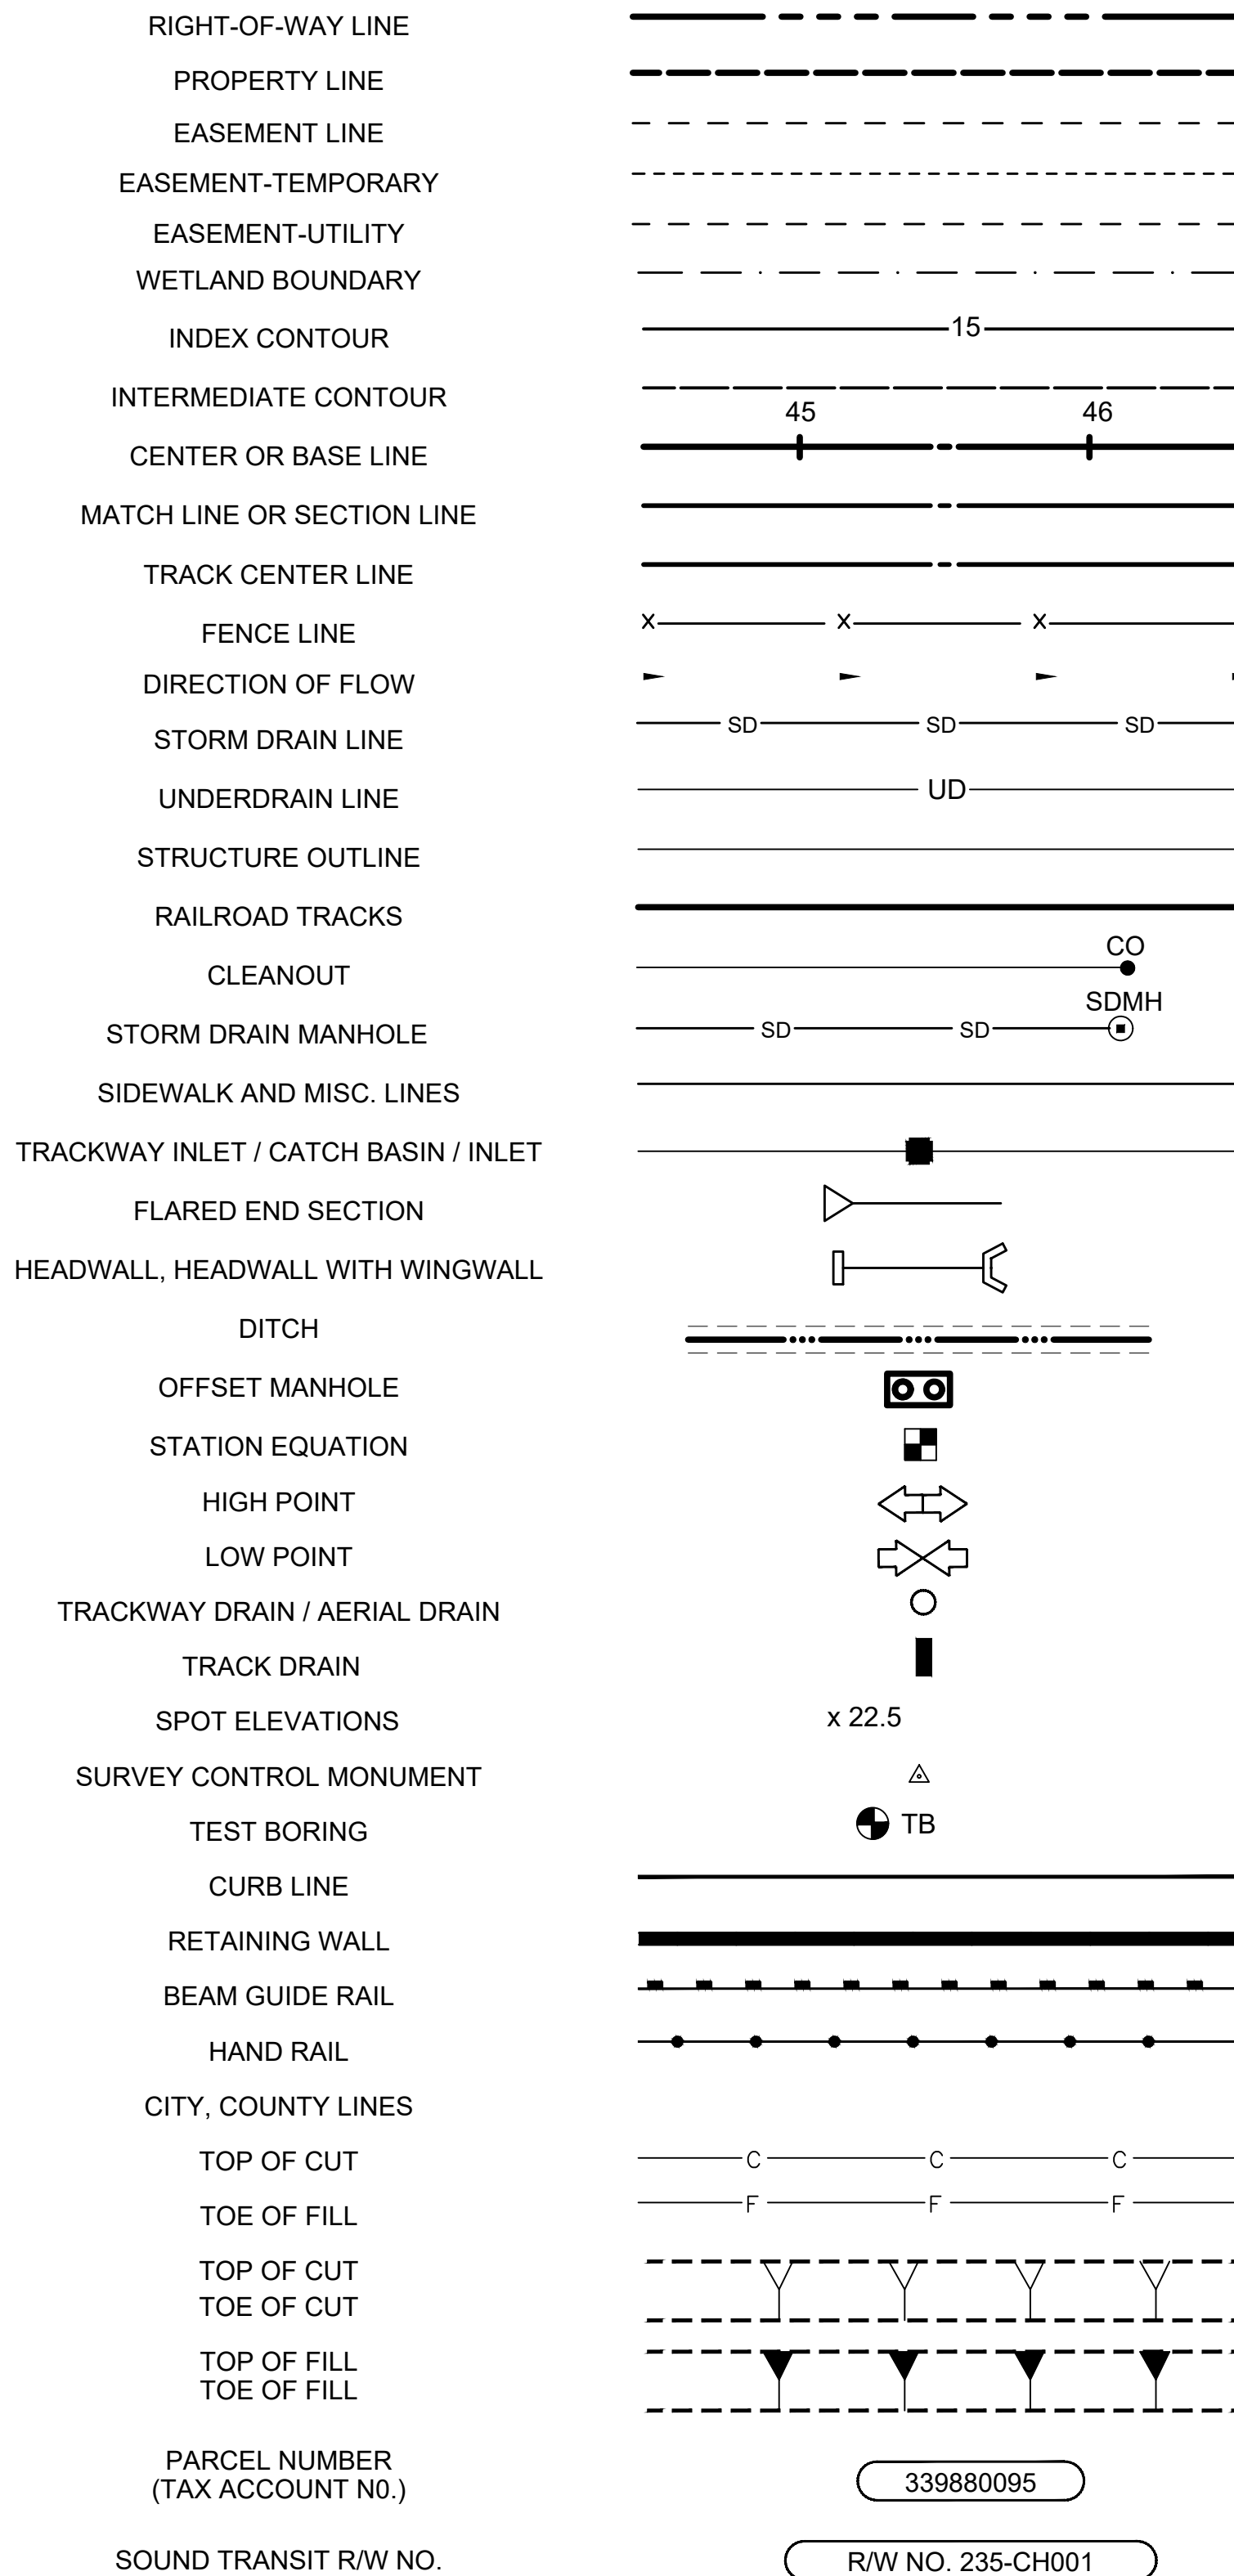 RIGHT-OF-WAY LINE
PROPERTY LINE
EASEMENT LINE
EASEMENT-TEMPORARY
EASEMENT-UTILITY
WETLAND BOUNDARY
INDEX CONTOUR 15
INTERMEDIATE CONTOUR
45 46
CENTER OR BASE LINE
MATCH LINE OR SECTION LINE
TRACK CENTER LINE
FENCE LINE X X X
DIRECTION OF FLOW
STORM DRAIN LINE SD SD SD
UNDERDRAIN LINE UD
STRUCTURE OUTLINE
RAILROAD TRACKS
CO
CLEANOUT
SDMH
STORM DRAIN MANHOLE SD SD
SIDEWALK AND MISC. LINES
TRACKWAY INLET / CATCH BASIN / INLET
FLARED END SECTION
HEADWALL, HEADWALL WITH WINGWALL
DITCH
OFFSET MANHOLE
STATION EQUATION
HIGH POINT
LOW POINT
TRACKWAY DRAIN / AERIAL DRAIN
TRACK DRAIN
SPOT ELEVATIONS x 22.5
SURVEY CONTROL MONUMENT
TEST BORING TB
CURB LINE
RETAINING WALL
BEAM GUIDE RAIL
HAND RAIL
CITY, COUNTY LINES
TOP OF CUT C C C
TOE OF FILL F F F
TOP OF CUT
TOE OF CUT
TOP OF FILL
TOE OF FILL
PARCEL NUMBER
(TAX ACCOUNT N0.) 339880095
SOUND TRANSIT R/W NO. R/W NO. 235-CH001